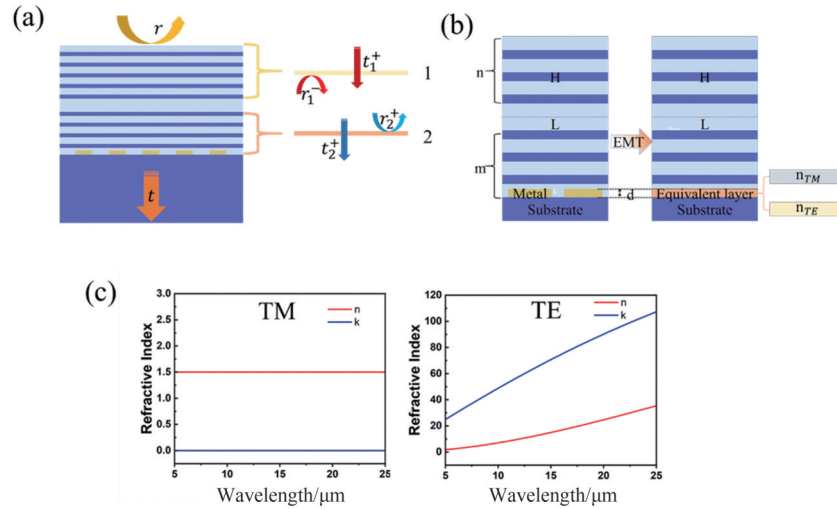 (a)
r
t₁⁺
1
r₁⁻
r₂⁺
t₂⁺
2
t
(b)
n
H
H
L
L
m
EMT
Metal
d
Equivalent layer
Substrate
Substrate
n_TM
n_TE
(c)
TM
n
k
Refractive Index
3.0
2.5
2.0
1.5
1.0
0.5
0.0
5
10
15
20
25
Wavelength/μm
TE
n
k
Refractive Index
120
100
80
60
40
20
0
5
10
15
20
25
Wavelength/μm